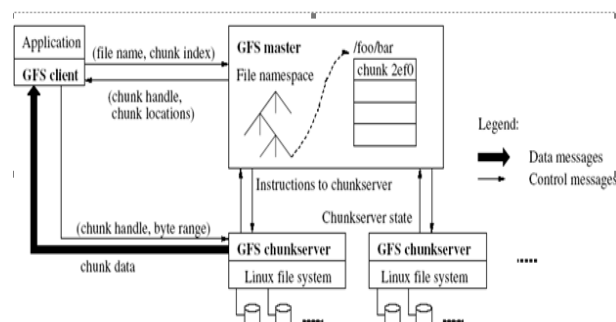 Application
GFS client
(file name, chunk index)
(chunk handle,
chunk locations)
GFS master
File namespace
/foo/bar
chunk 2ef0
Legend:
Data messages
Control messages
Instructions to chunkserver
Chunkserver state
(chunk handle, byte range)
chunk data
GFS chunkserver
Linux file system
GFS chunkserver
Linux file system